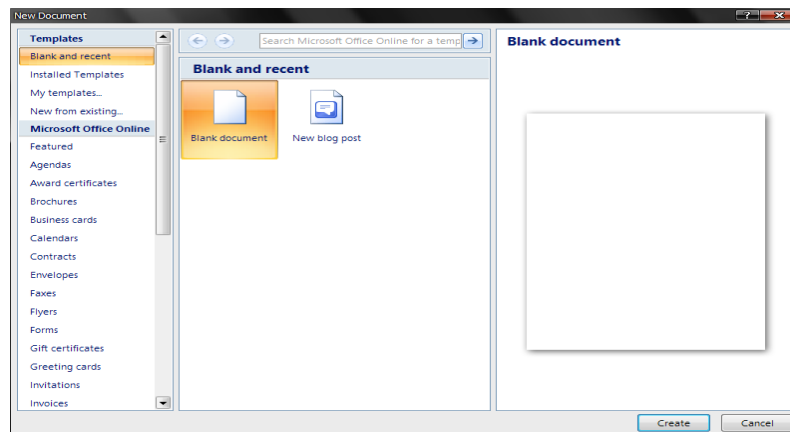 New Document
Templates
Blank and recent
Installed Templates
My templates...
New from existing...
Microsoft Office Online
Featured
Agendas
Award certificates
Brochures
Business cards
Calendars
Contracts
Envelopes
Faxes
Flyers
Forms
Gift certificates
Greeting cards
Invitations
Invoices
Search Microsoft Office Online for a temp
Blank and recent
Blank document
New blog post
Blank document
Create
Cancel